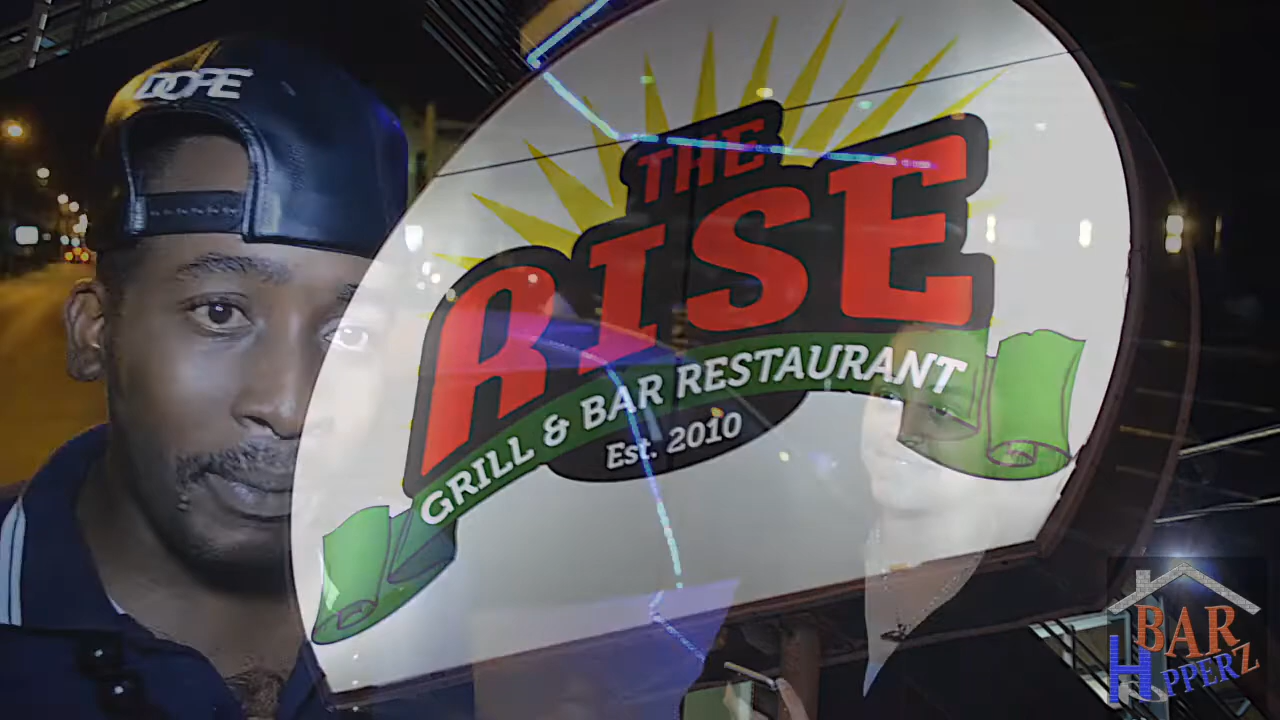 DOPE
THE
RISE
GRILL & BAR RESTAURANT
Est. 2010
BAR
HOPPERZ